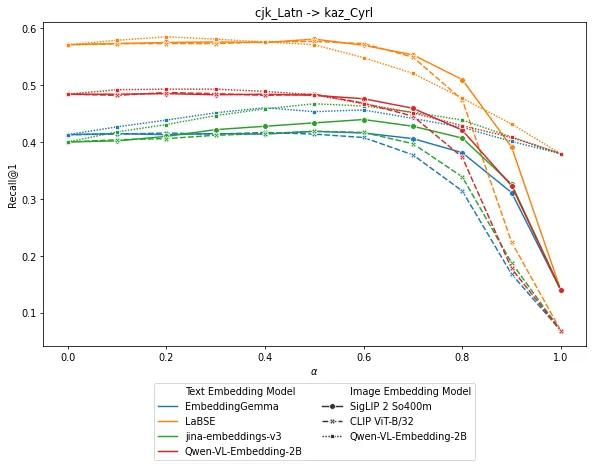 cjk_Latn -> kaz_Cyrl
0.6
0.5
0.4
0.3
0.2
0.1
Recall@1
0.0 0.2 0.4 0.6 0.8 1.0
α
Text Embedding Model
EmbeddingGemma
LaBSE
jina-embeddings-v3
Qwen-VL-Embedding-2B
Image Embedding Model
SigLIP 2 So400m
CLIP ViT-B/32
Qwen-VL-Embedding-2B